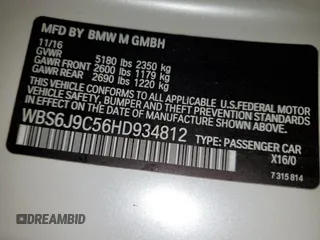 MFD BY BMW M GMBH
11/16
GVWR 5180 lbs 2350 kg
GAWR FRONT 2600 lbs 1179 kg
GAWR REAR 2690 lbs 1220 kg
THIS VEHICLE CONFORMS TO ALL APPLICABLE U.S. FEDERAL MOTOR
VEHICLE SAFETY, BUMPER, AND THEFT PREVENTION STANDARDS IN
EFFECT ON THE DATE OF MANUFACTURE SHOWN ABOVE.
WBS6J9C56HD934812
TYPE: PASSENGER CAR
X16/0
7 315 814
DREAMBID